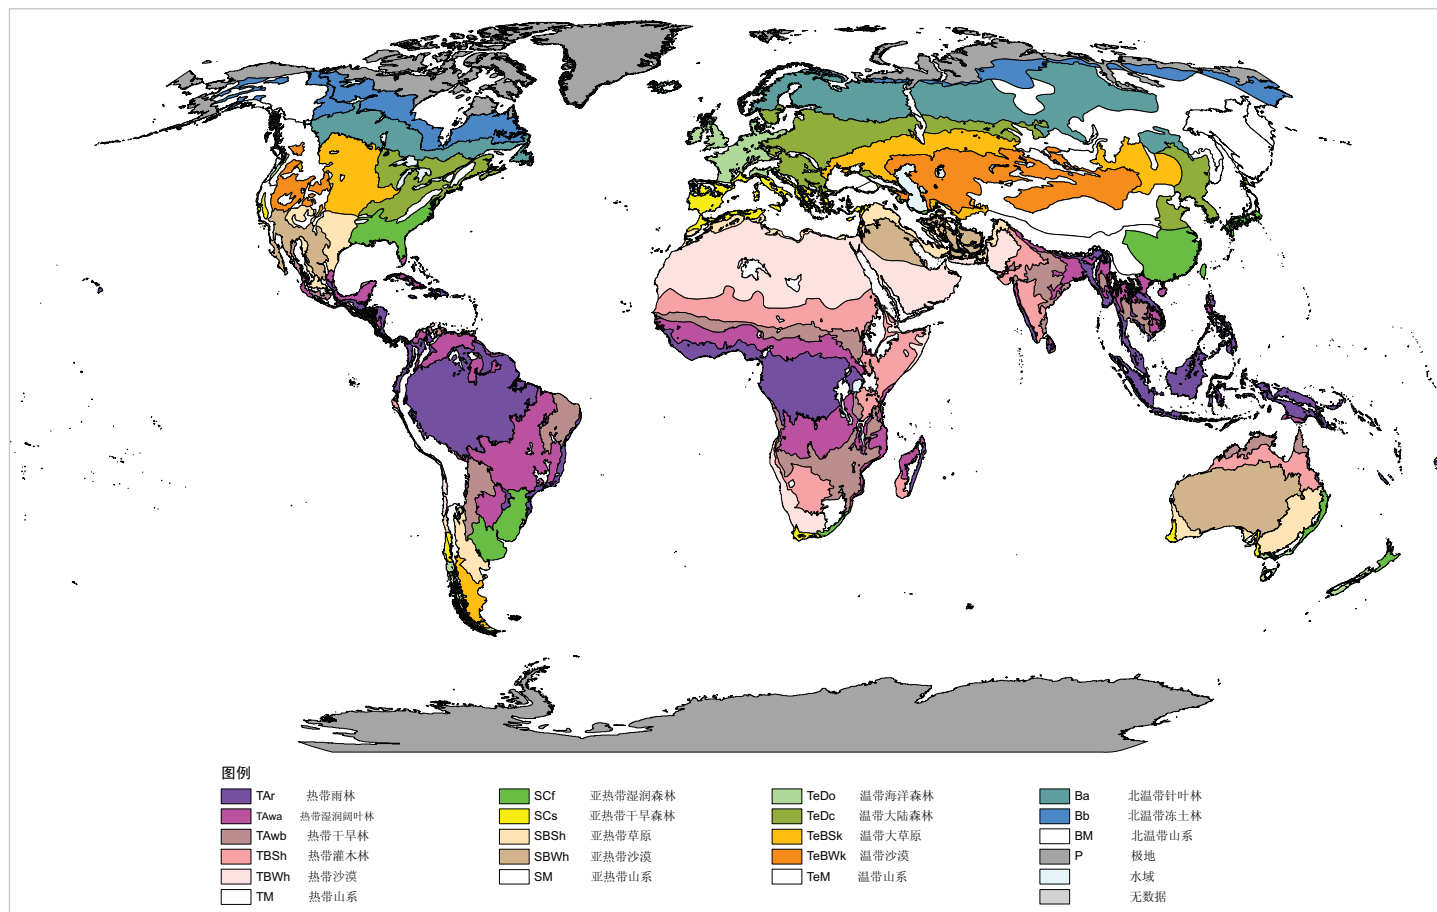 图例
TAr 热带雨林
TAwa 热带湿润阔叶林
TAwb 热带干旱林
TBSh 热带灌木林
TBWh 热带沙漠
TM 热带山系
SCf 亚热带湿润森林
SCs 亚热带干旱森林
SBSh 亚热带草原
SBWh 亚热带沙漠
SM 亚热带山系
TeDo 温带海洋森林
TeDc 温带大陆森林
TeBSk 温带大草原
TeBWk 温带沙漠
TeM 温带山系
Ba 北温带针叶林
Bb 北温带冻土林
BM 北温带山系
P 极地
水域
无数据